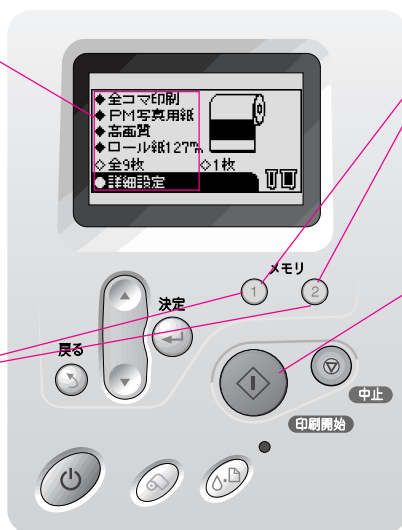 ◆全コマ印刷
◆PM写真用紙
◆高画質
◆ロール紙127㎜
◇全9枚 ◇1枚
●詳細設定
メモリ
1 2
決定
戻る
中止
印刷開始